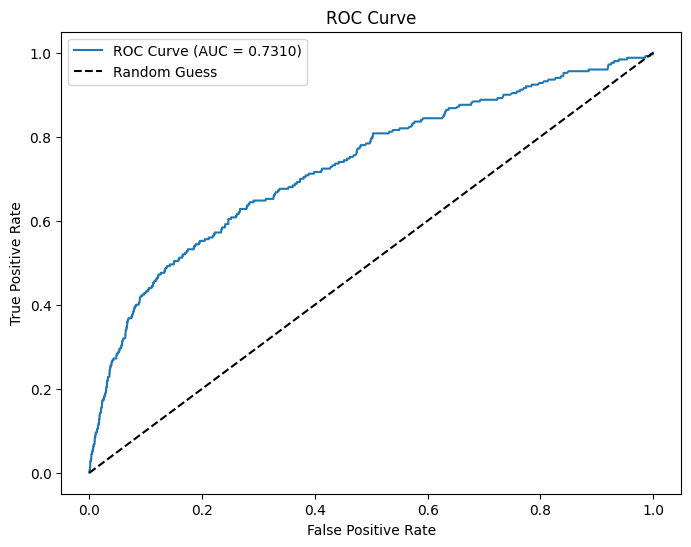 ROC Curve
ROC Curve (AUC = 0.7310)
Random Guess
True Positive Rate
1.0
0.8
0.6
0.4
0.2
0.0
0.0 0.2 0.4 0.6 0.8 1.0
False Positive Rate